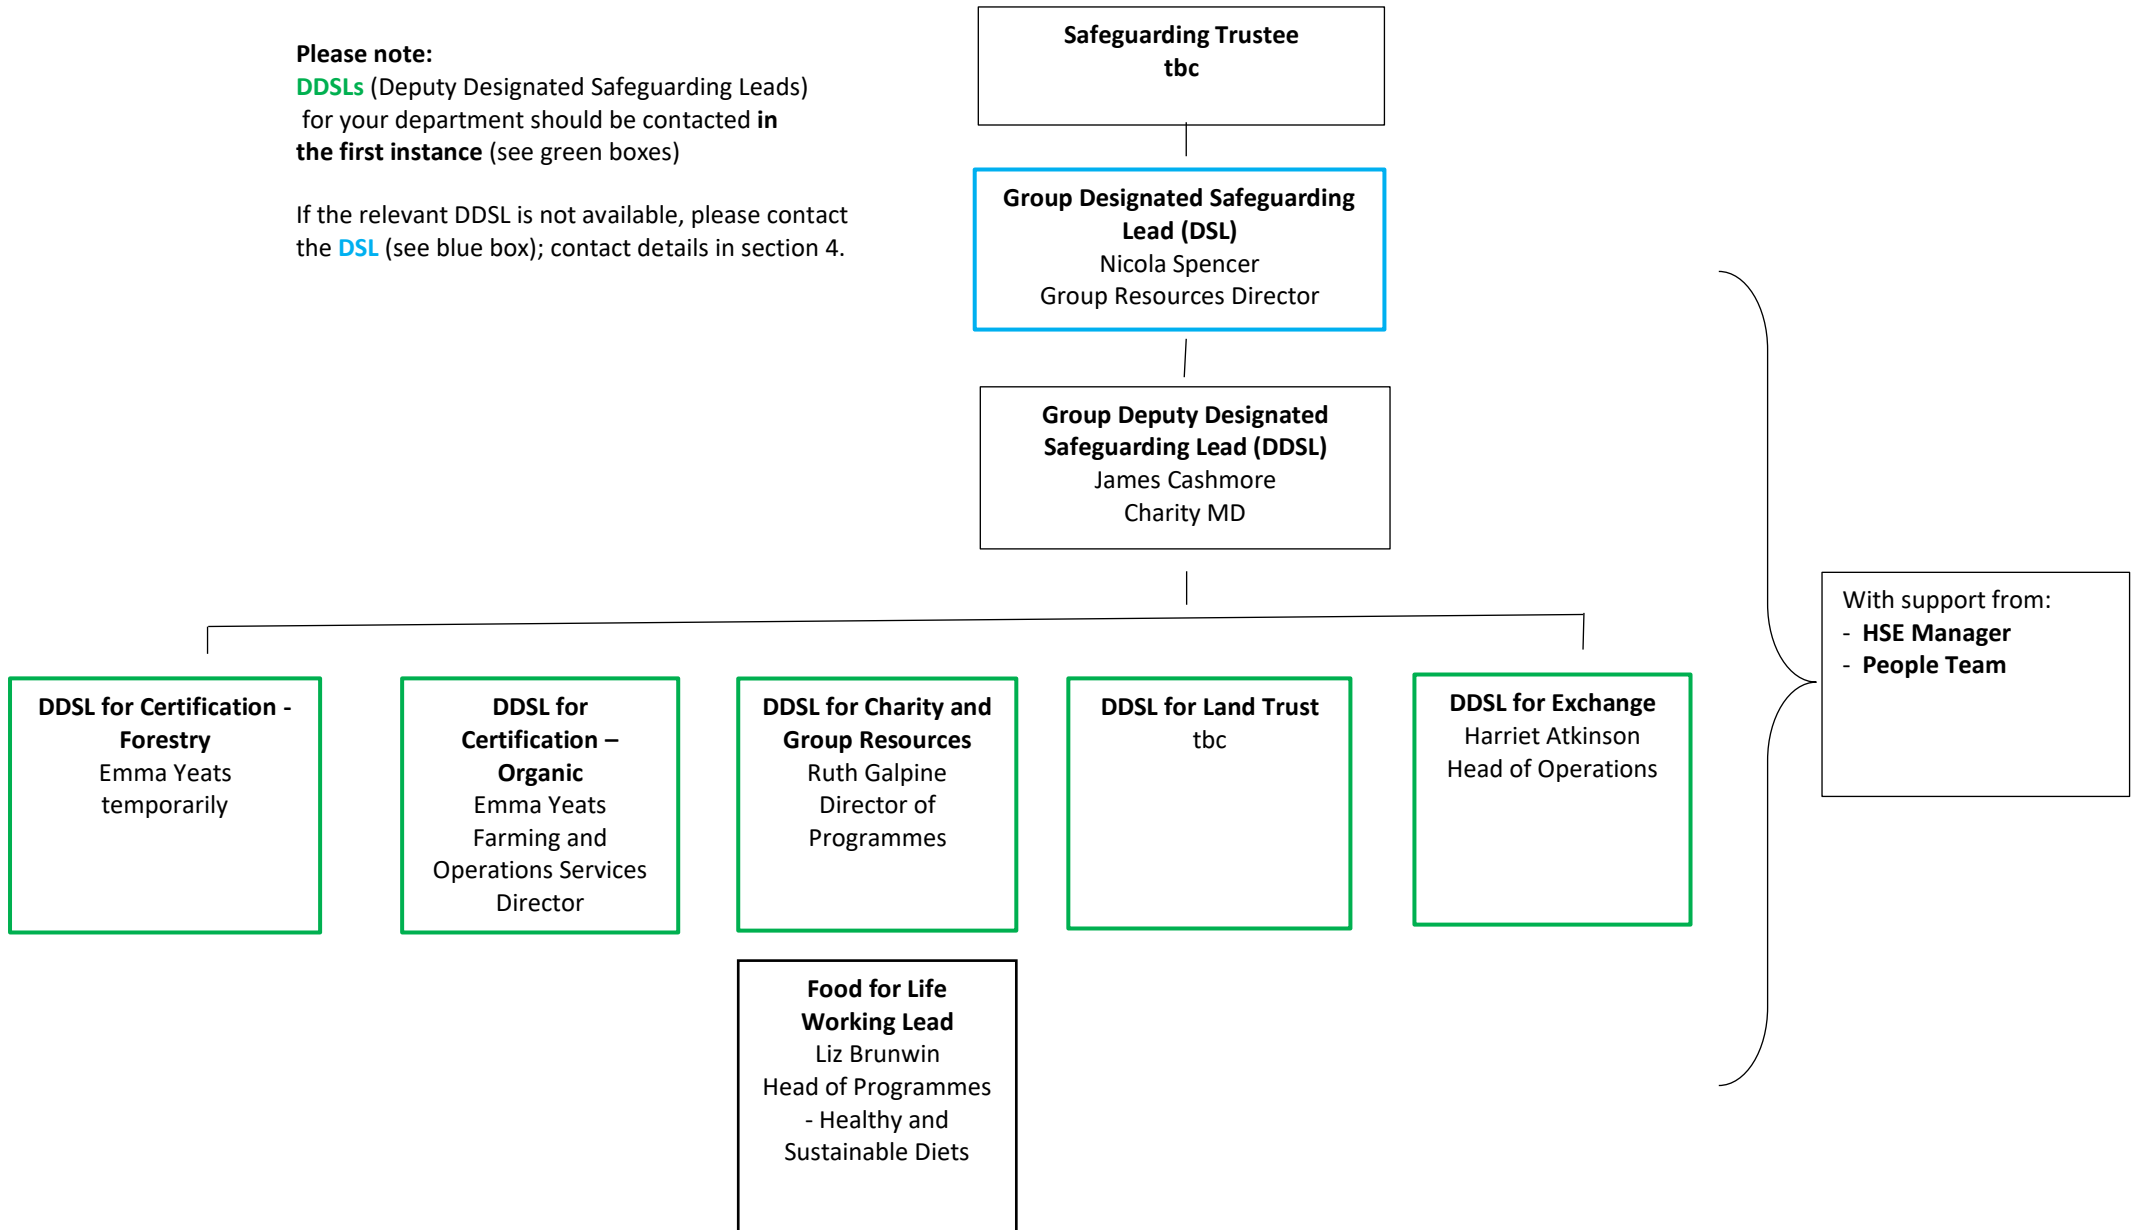 Please note:
DDSLs (Deputy Designated Safeguarding Leads)
for your department should be contacted in
the first instance (see green boxes)
If the relevant DDSL is not available, please contact
the DSL (see blue box); contact details in section 4.
Safeguarding Trustee
tbc
Group Designated Safeguarding
Lead (DSL)
Nicola Spencer
Group Resources Director
Group Deputy Designated
Safeguarding Lead (DDSL)
James Cashmore
Charity MD
DDSL for Certification -
Forestry
Emma Yeats
temporarily
DDSL for
Certification –
Organic
Emma Yeats
Farming and
Operations Services
Director
DDSL for Charity and
Group Resources
Ruth Galpine
Director of
Programmes
DDSL for Land Trust
tbc
DDSL for Exchange
Harriet Atkinson
Head of Operations
With support from:
- HSE Manager
- People Team
Food for Life
Working Lead
Liz Brunwin
Head of Programmes
- Healthy and
Sustainable Diets